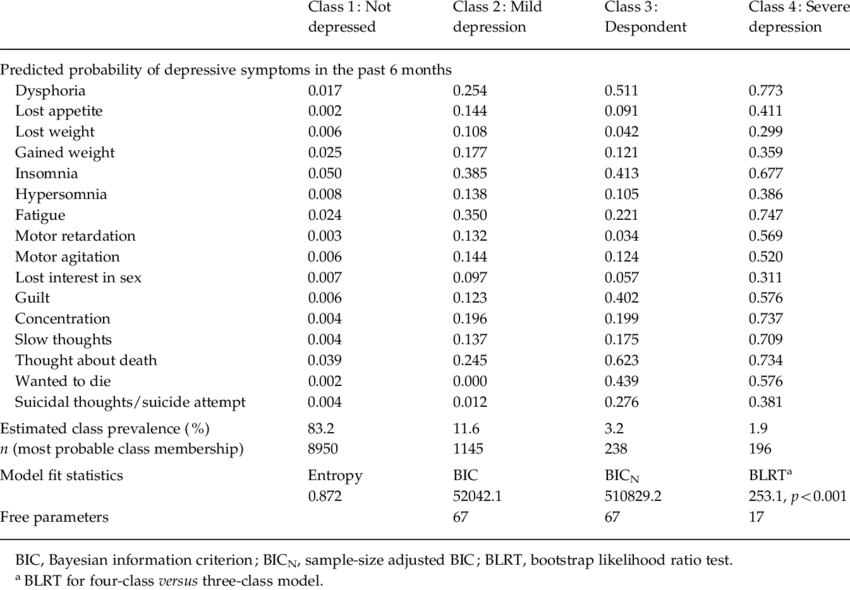 Class 1: Not Class 2: Mild Class 3: Class 4: Severe
depressed depression Despondent depression
Predicted probability of depressive symptoms in the past 6 months
Dysphoria 0.017 0.254 0.511 0.773
Lost appetite 0.002 0.144 0.091 0.411
Lost weight 0.006 0.108 0.042 0.299
Gained weight 0.025 0.177 0.121 0.359
Insomnia 0.050 0.385 0.413 0.677
Hypersomnia 0.008 0.138 0.105 0.386
Fatigue 0.024 0.350 0.221 0.747
Motor retardation 0.003 0.132 0.034 0.569
Motor agitation 0.006 0.144 0.124 0.520
Lost interest in sex 0.007 0.097 0.057 0.311
Guilt 0.006 0.123 0.402 0.576
Concentration 0.004 0.196 0.199 0.737
Slow thoughts 0.004 0.137 0.175 0.709
Thought about death 0.039 0.245 0.623 0.734
Wanted to die 0.002 0.000 0.439 0.576
Suicidal thoughts/suicide attempt 0.004 0.012 0.276 0.381
Estimated class prevalence (%) 83.2 11.6 3.2 1.9
n (most probable class membership) 8950 1145 238 196
Model fit statistics Entropy BIC BICN BLRTa
0.872 52042.1 510829.2 253.1, p<0.001
Free parameters 67 67 17
BIC, Bayesian information criterion; BICN, sample-size adjusted BIC; BLRT, bootstrap likelihood ratio test.
a BLRT for four-class versus three-class model.